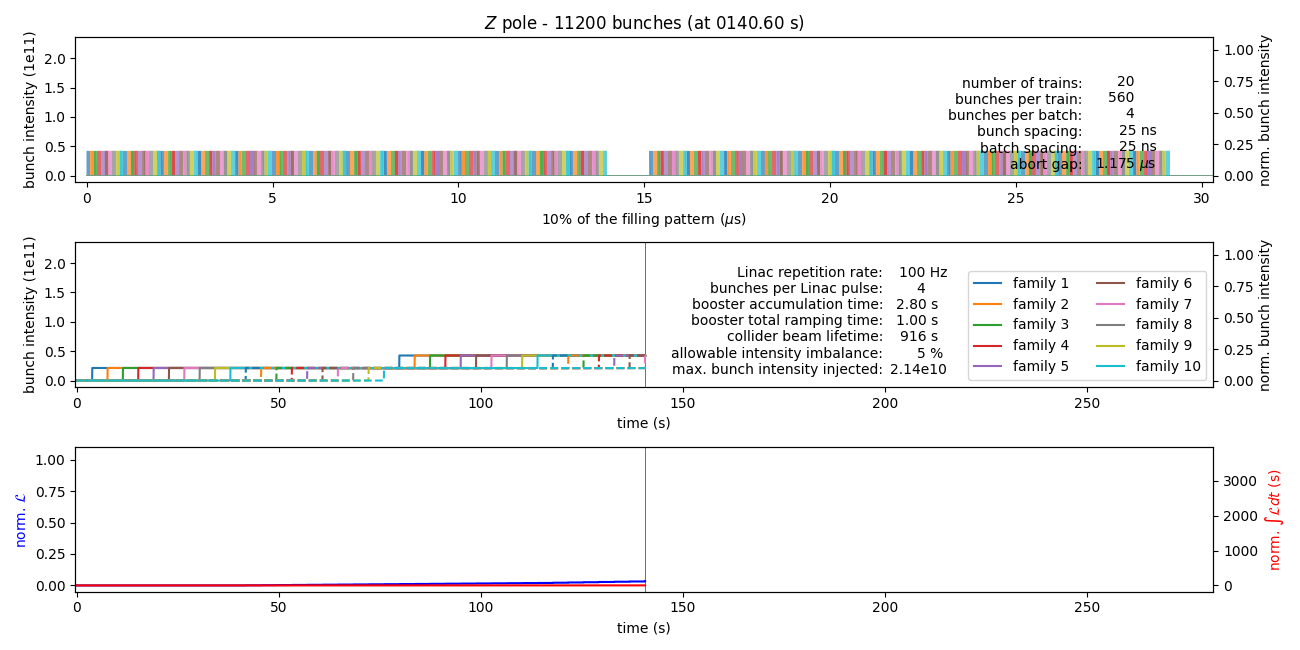 Z pole - 11200 bunches (at 0140.60 s)
bunch intensity (1e11)
2.0
1.5
1.0
0.5
0.0
1.00
0.75
0.50
0.25
0.00
norm. bunch intensity
number of trains: 20
bunches per train: 560
bunches per batch: 4
bunch spacing: 25 ns
batch spacing: 25 ns
abort gap: 1.175 μs
0 5 10 15 20 25 30
10% of the filling pattern (μs)
bunch intensity (1e11)
2.0
1.5
1.0
0.5
0.0
1.00
0.75
0.50
0.25
0.00
norm. bunch intensity
Linac repetition rate: 100 Hz
bunches per Linac pulse: 4
booster accumulation time: 2.80 s
booster total ramping time: 1.00 s
collider beam lifetime: 916 s
allowable intensity imbalance: 5 %
max. bunch intensity injected: 2.14e10
family 1 family 6
family 2 family 7
family 3 family 8
family 4 family 9
family 5 family 10
0 50 100 150 200 250
time (s)
norm. ℒ
1.00
0.75
0.50
0.25
0.00
3000
2000
1000
0
norm. ∫ℒdt (s)
0 50 100 150 200 250
time (s)